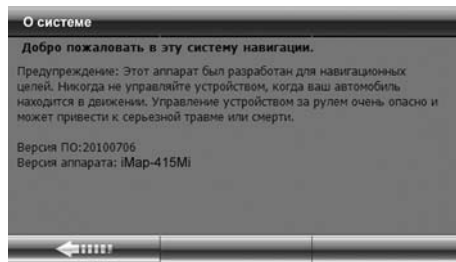 О системе
Добро пожаловать в эту систему навигации.
Предупреждение: Этот аппарат был разработан для навигационных
целей. Никогда не управляйте устройством, когда ваш автомобиль
находится в движении. Управление устройством за рулем очень опасно и
может привести к серьезной травме или смерти.
Версия ПО:20100706
Версия аппарата: iMap-415Mi